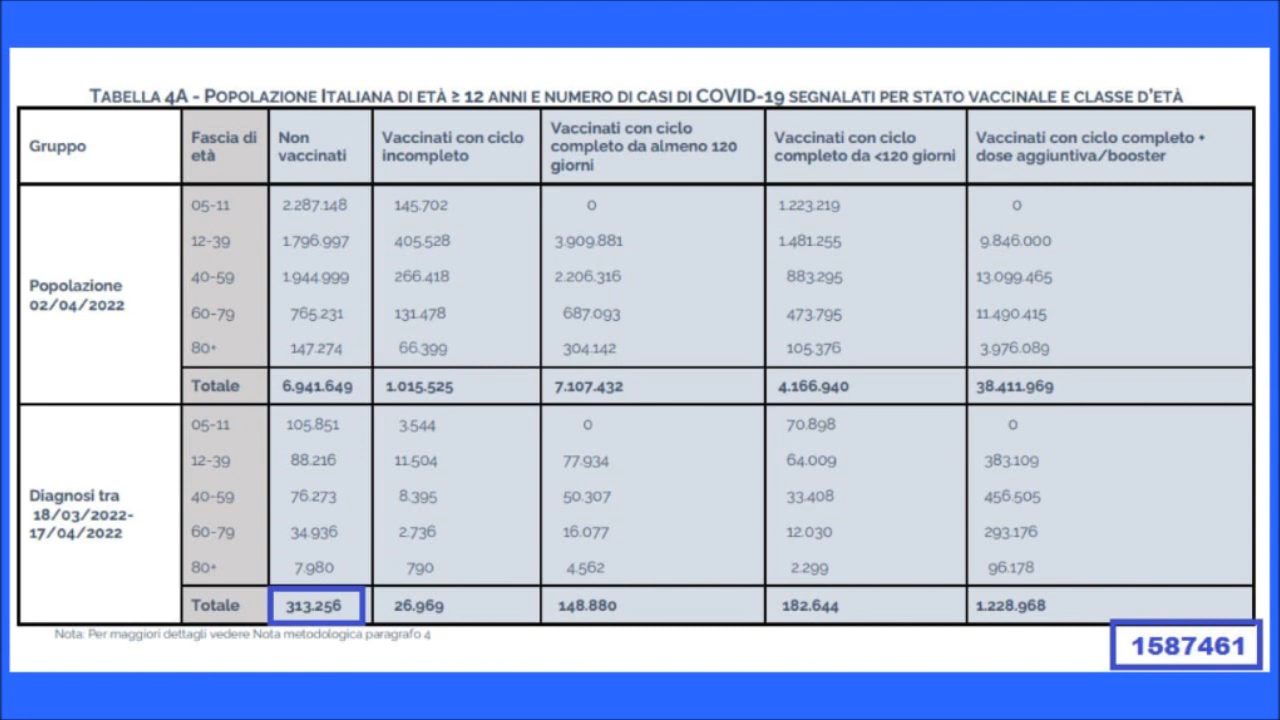 TABELLA 4A - POPOLAZIONE ITALIANA DI ETÀ ≥ 12 ANNI E NUMERO DI CASI DI COVID-19 SEGNALATI PER STATO VACCINALE E CLASSE D'ETÀ
Gruppo Fascia di età Non vaccinati Vaccinati con ciclo incompleto Vaccinati con ciclo completo da almeno 120 giorni Vaccinati con ciclo completo da <120 giorni Vaccinati con ciclo completo + dose aggiuntiva/booster
Popolazione 02/04/2022
05-11 2.287.148 145.702 0 1.223.219 0
12-39 1.796.997 405.528 3.909.881 1.481.255 9.846.000
40-59 1.944.999 266.418 2.206.316 883.295 13.099.465
60-79 765.231 131.478 687.093 473.795 11.490.415
80+ 147.274 66.399 304.142 105.376 3.976.089
Totale 6.941.649 1.015.525 7.107.432 4.166.940 38.411.969
Diagnosi tra 18/03/2022-17/04/2022
05-11 105.851 3.544 0 70.898 0
12-39 88.216 11.504 77.934 64.009 383.109
40-59 76.273 8.395 50.307 33.408 456.505
60-79 34.936 2.736 16.077 12.030 293.176
80+ 7.980 790 4.562 2.299 96.178
Totale 313.256 26.969 148.880 182.644 1.228.968
Nota: Per maggiori dettagli vedere Nota metodologica paragrafo 4
1587461